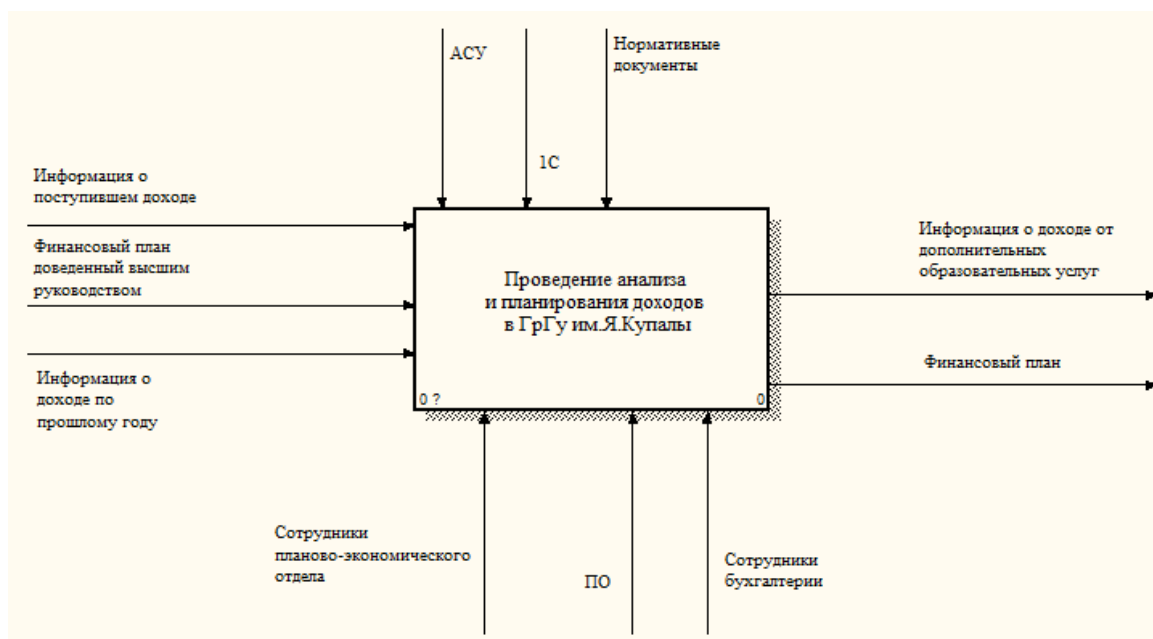 АСУ
1С
Нормативные
документы
Информация о
поступившем доходе
Финансовый план
доведенный высшим
руководством
Информация о
доходе по
прошлому году
Проведение анализа
и планирования доходов
в ГрГу им.Я.Купалы
0 ?
0
Информация о доходе от
дополнительных
образовательных услуг
Финансовый план
Сотрудники
планово-экономического
отдела
ПО
Сотрудники
бухгалтерии